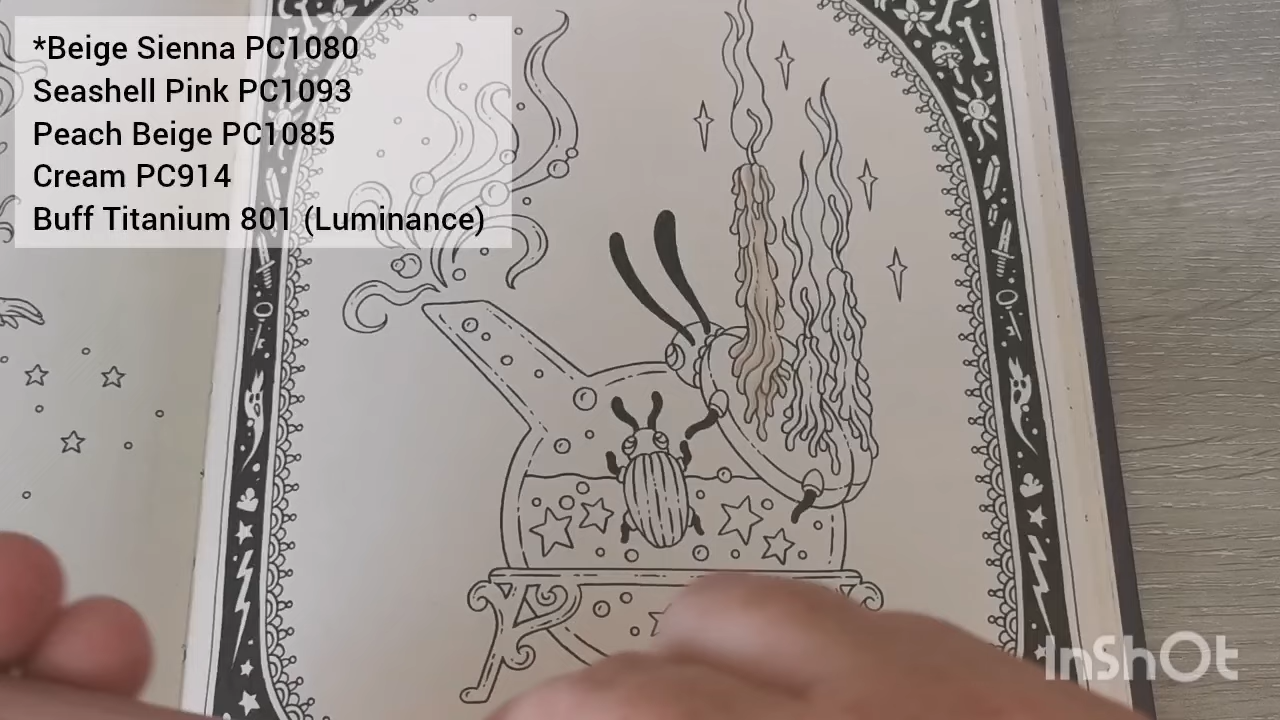 *Beige Sienna PC1080
Seashell Pink PC1093
Peach Beige PC1085
Cream PC914
Buff Titanium 801 (Luminance)
InShOt